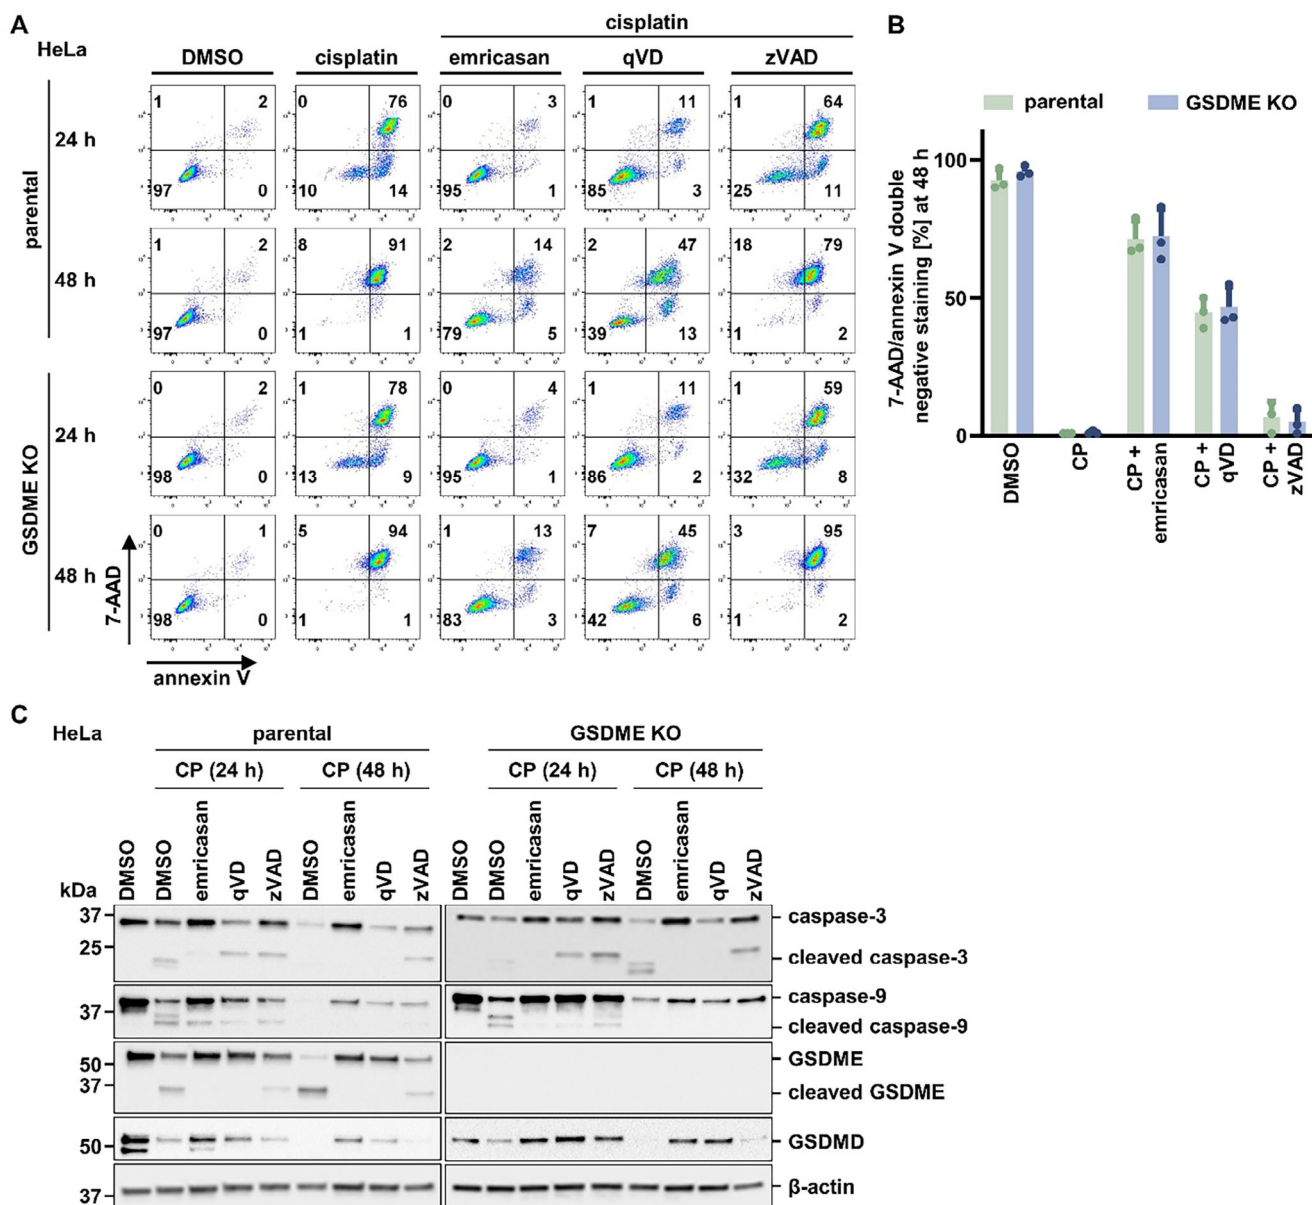 A
HeLa
cisplatin
DMSO cisplatin emricasan qVD zVAD
parental
24 h
1 2 0 76 0 3 1 11 1 64
97 0 10 14 95 1 85 3 25 11
48 h
1 2 8 91 2 14 2 47 18 79
97 0 1 1 79 5 39 13 1 2
GSDME KO
24 h
0 2 1 78 0 4 1 11 1 59
98 0 13 9 95 1 86 2 32 8
48 h
0 1 5 94 1 13 7 45 3 95
98 0 1 1 83 3 42 6 1 2
7-AAD
annexin V
B
parental GSDME KO
7-AAD/annexin V double
negative staining [%] at 48 h
100
50
0
DMSO
CP
CP +
emricasan
CP +
qVD
CP +
zVAD
C
HeLa parental GSDME KO
CP (24 h) CP (48 h) CP (24 h) CP (48 h)
kDa DMSO DMSO emricasan qVD zVAD DMSO emricasan qVD zVAD DMSO DMSO emricasan qVD zVAD DMSO emricasan qVD zVAD
37 caspase-3
25 cleaved caspase-3
caspase-9
37 cleaved caspase-9
50 GSDME
37 cleaved GSDME
50 GSDMD
37 β-actin